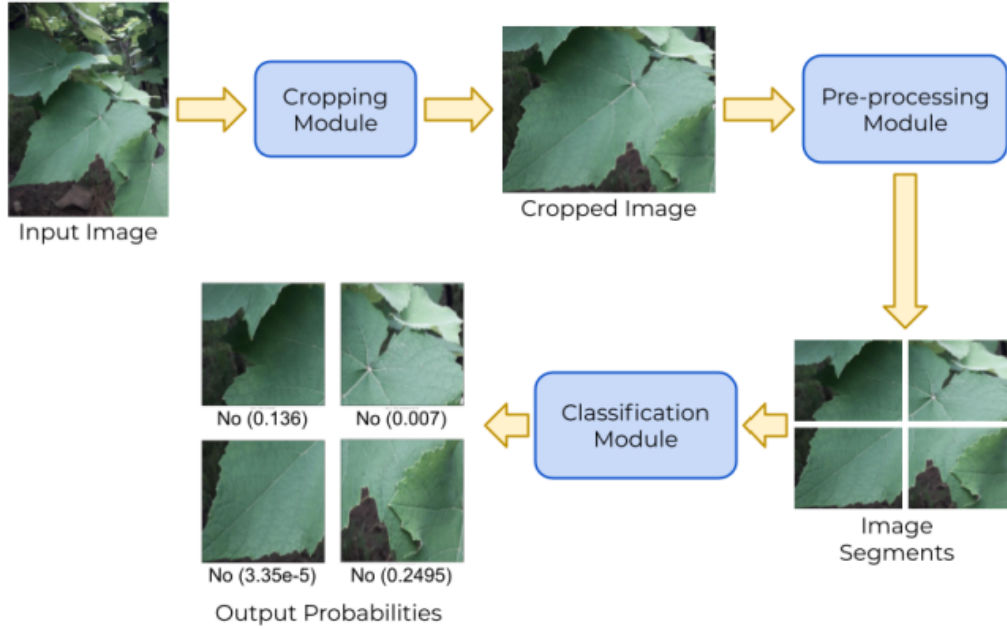 Cropping
Module
Pre-processing
Module
Input Image
Cropped Image
No (0.136)
No (0.007)
Classification
Module
No (3.35e-5)
No (0.2495)
Image
Segments
Output Probabilities